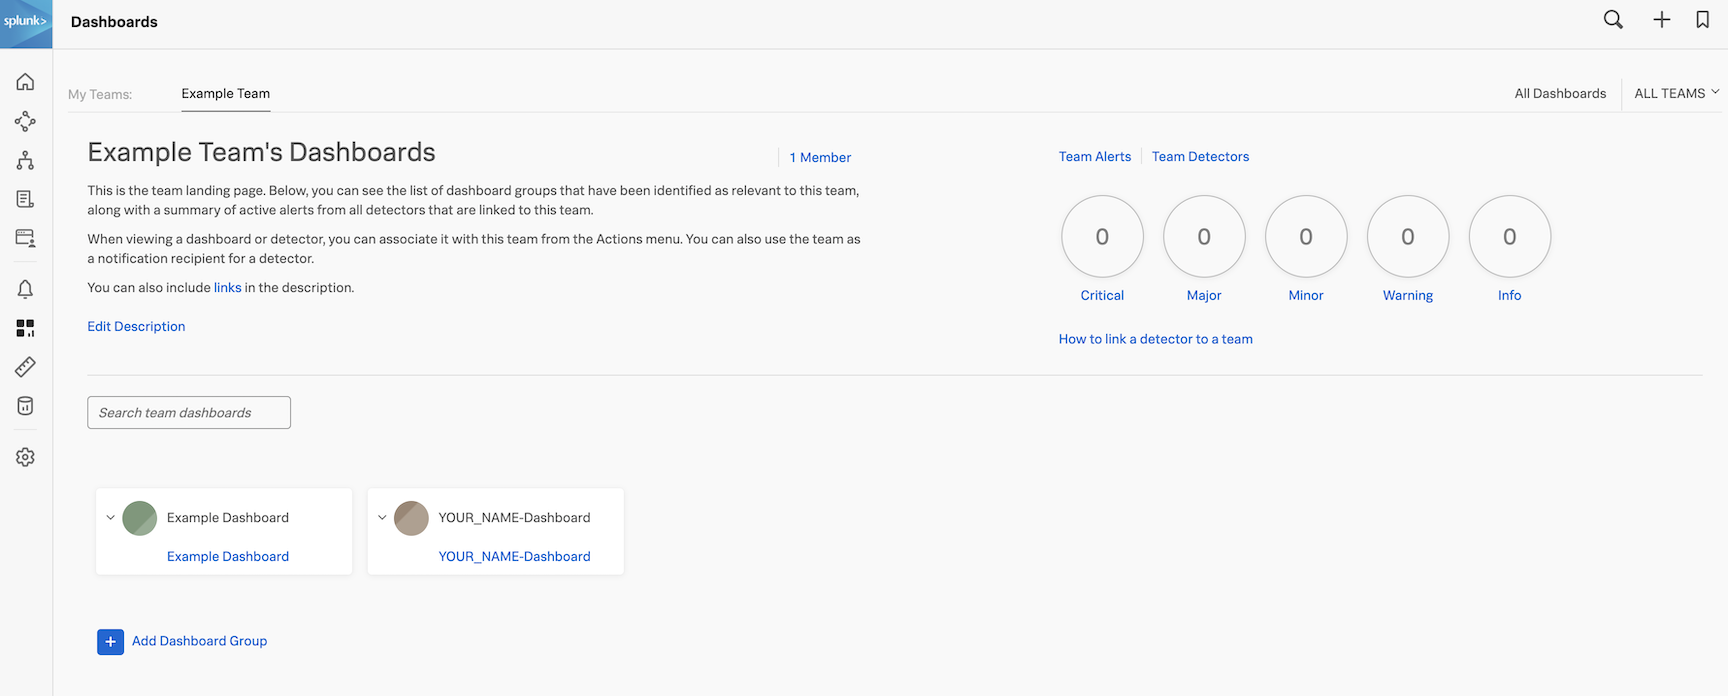 splunk>
Dashboards
My Teams:
Example Team
All Dashboards
ALL TEAMS
Example Team's Dashboards
1 Member
This is the team landing page. Below, you can see the list of dashboard groups that have been identified as relevant to this team,
along with a summary of active alerts from all detectors that are linked to this team.
When viewing a dashboard or detector, you can associate it with this team from the Actions menu. You can also use the team as
a notification recipient for a detector.
You can also include links in the description.
Edit Description
Team Alerts
Team Detectors
0 0 0 0 0
Critical Major Minor Warning Info
How to link a detector to a team
Search team dashboards
Example Dashboard
Example Dashboard
YOUR_NAME-Dashboard
YOUR_NAME-Dashboard
Add Dashboard Group